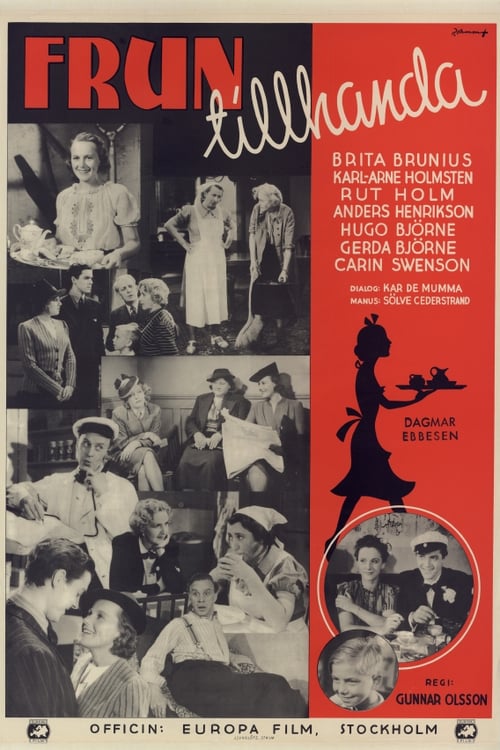 FRUN
tillhanda
BRITA BRUNIUS
KARL-ARNE HOLMSTEN
RUT HOLM
ANDERS HENRIKSON
HUGO BJÖRNE
GERDA BJÖRNE
CARIN SWENSON
DIALOG: KAR DE MUMMA
MANUS: SÖLVE CEDERSTRAND
DAGMAR
EBBESEN
REGI:
GUNNAR OLSSON
OFFICIN: EUROPA FILM, STOCKHOLM